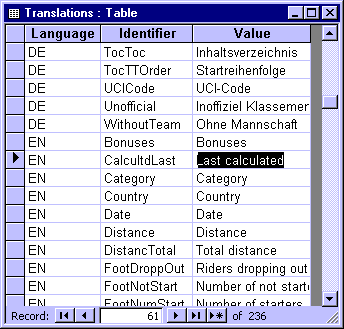 Translations : Table
Language Identifier Value
DE TocToc Inhaltsverzeichnis
DE TocTTOrder Startreihenfolge
DE UCICode UCI-Code
DE Unofficial Inoffiziel Klassemer
DE WithoutTeam Ohne Mannschaft
EN Bonuses Bonuses
EN CalcultdLast Last calculated
EN Category Category
EN Country Country
EN Date Date
EN Distance Distance
EN DistancTotal Total distance
EN FootDroppOut Riders dropping out
EN FootNotStart Number of not starte
EN FootNumStart Number of starters
Record: 61 of 236